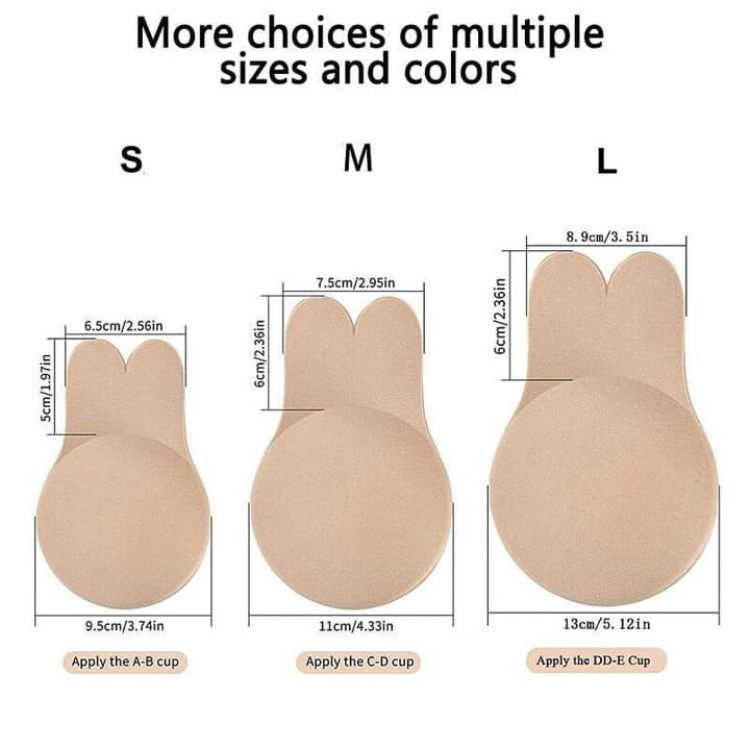 More choices of multiple
sizes and colors
S
M
L
8.9cm/3.5in
7.5cm/2.95in
6cm/2.36in
6.5cm/2.56in
6cm/2.36in
5cm/1.97in
9.5cm/3.74in
11cm/4.33in
13cm/5.12in
Apply the A-B cup
Apply the C-D cup
Apply the DD-E Cup